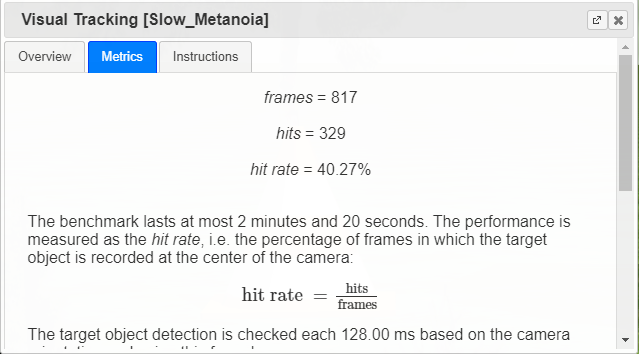 Visual Tracking [Slow_Metanoia]
Overview
Metrics
Instructions
frames = 817
hits = 329
hit rate = 40.27%
The benchmark lasts at most 2 minutes and 20 seconds. The performance is
measured as the hit rate, i.e. the percentage of frames in which the target
object is recorded at the center of the camera:
hit rate = hits
frames
The target object detection is checked each 128.00 ms based on the camera